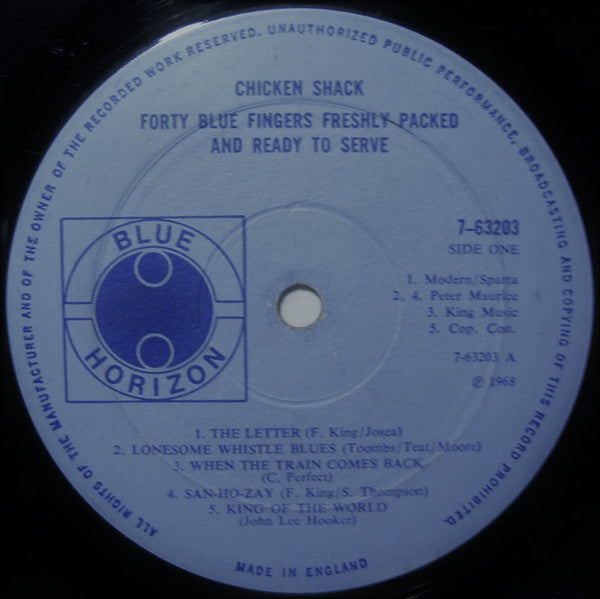 ALL RIGHTS OF THE MANUFACTURER AND OF THE OWNER OF THE RECORDED WORK RESERVED. UNAUTHORIZED PUBLIC PERFORMANCE, BROADCASTING AND COPYING OF THIS RECORD PROHIBITED.
CHICKEN SHACK
FORTY BLUE FINGERS FRESHLY PACKED
AND READY TO SERVE
BLUE
HORIZON
7-63203
SIDE ONE
1. Modern/Sparta
2, 4. Peter Maurice
3. King Music
5. Cop. Con.
7-63203 A
℗ 1968
1. THE LETTER (F. King/Josea)
2. LONESOME WHISTLE BLUES (Toombs/Teat/Moore)
3. WHEN THE TRAIN COMES BACK
(C. Perfect)
4. SAN-HO-ZAY (F. King/S. Thompson)
5. KING OF THE WORLD
(John Lee Hooker)
MADE IN ENGLAND